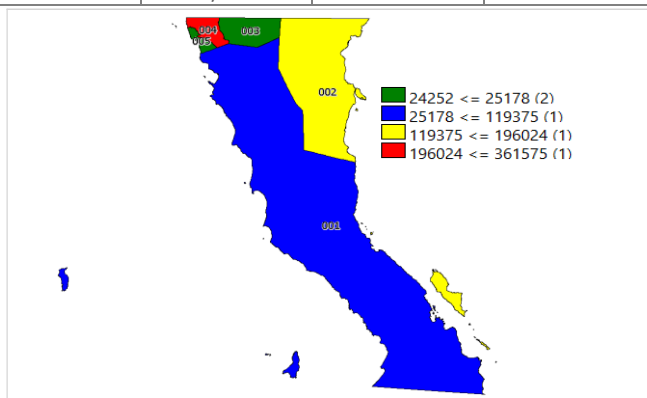 004
003
005
002
24252 <= 25178 (2)
25178 <= 119375 (1)
119375 <= 196024 (1)
196024 <= 361575 (1)
001